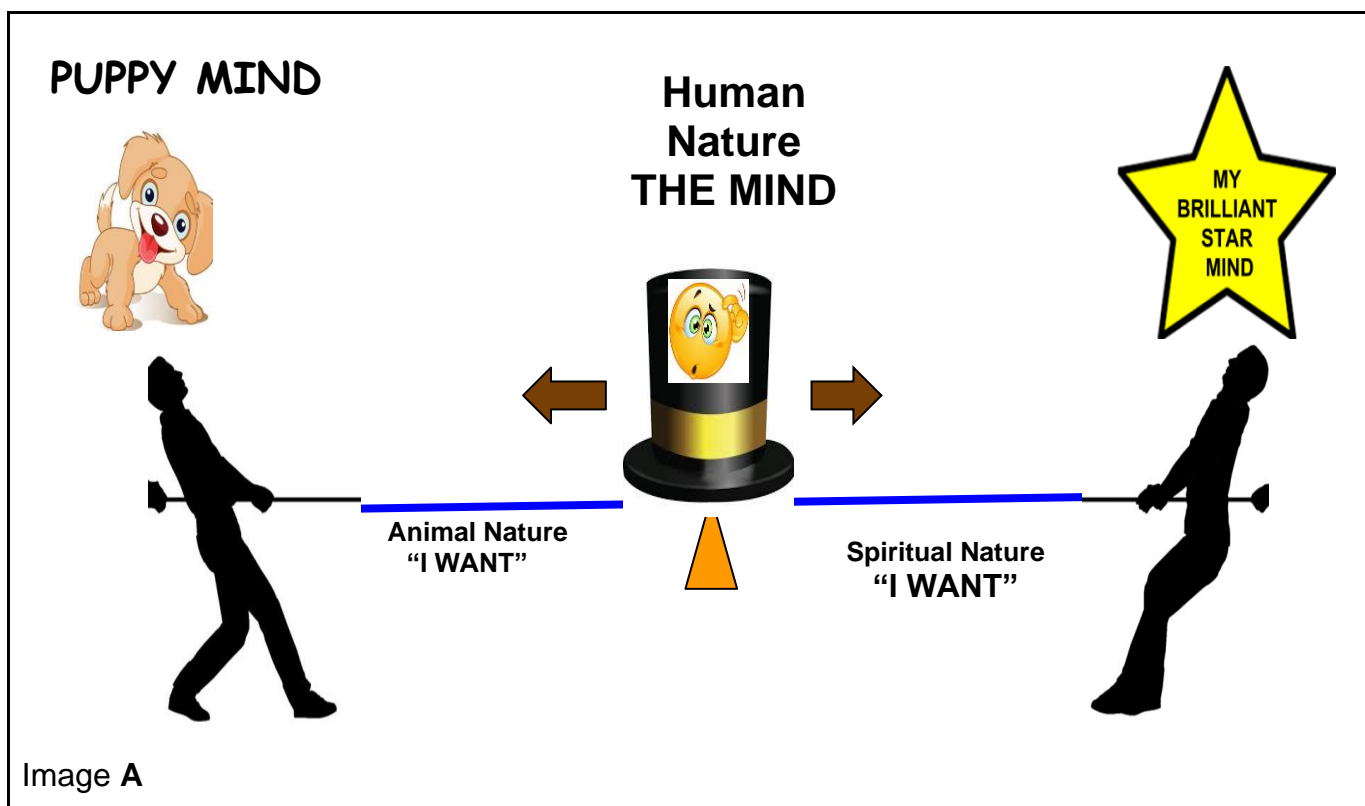 PUPPY MIND
Human
Nature
THE MIND
MY
BRILLIANT
STAR
MIND
Animal Nature
“I WANT”
Spiritual Nature
“I WANT”
Image A